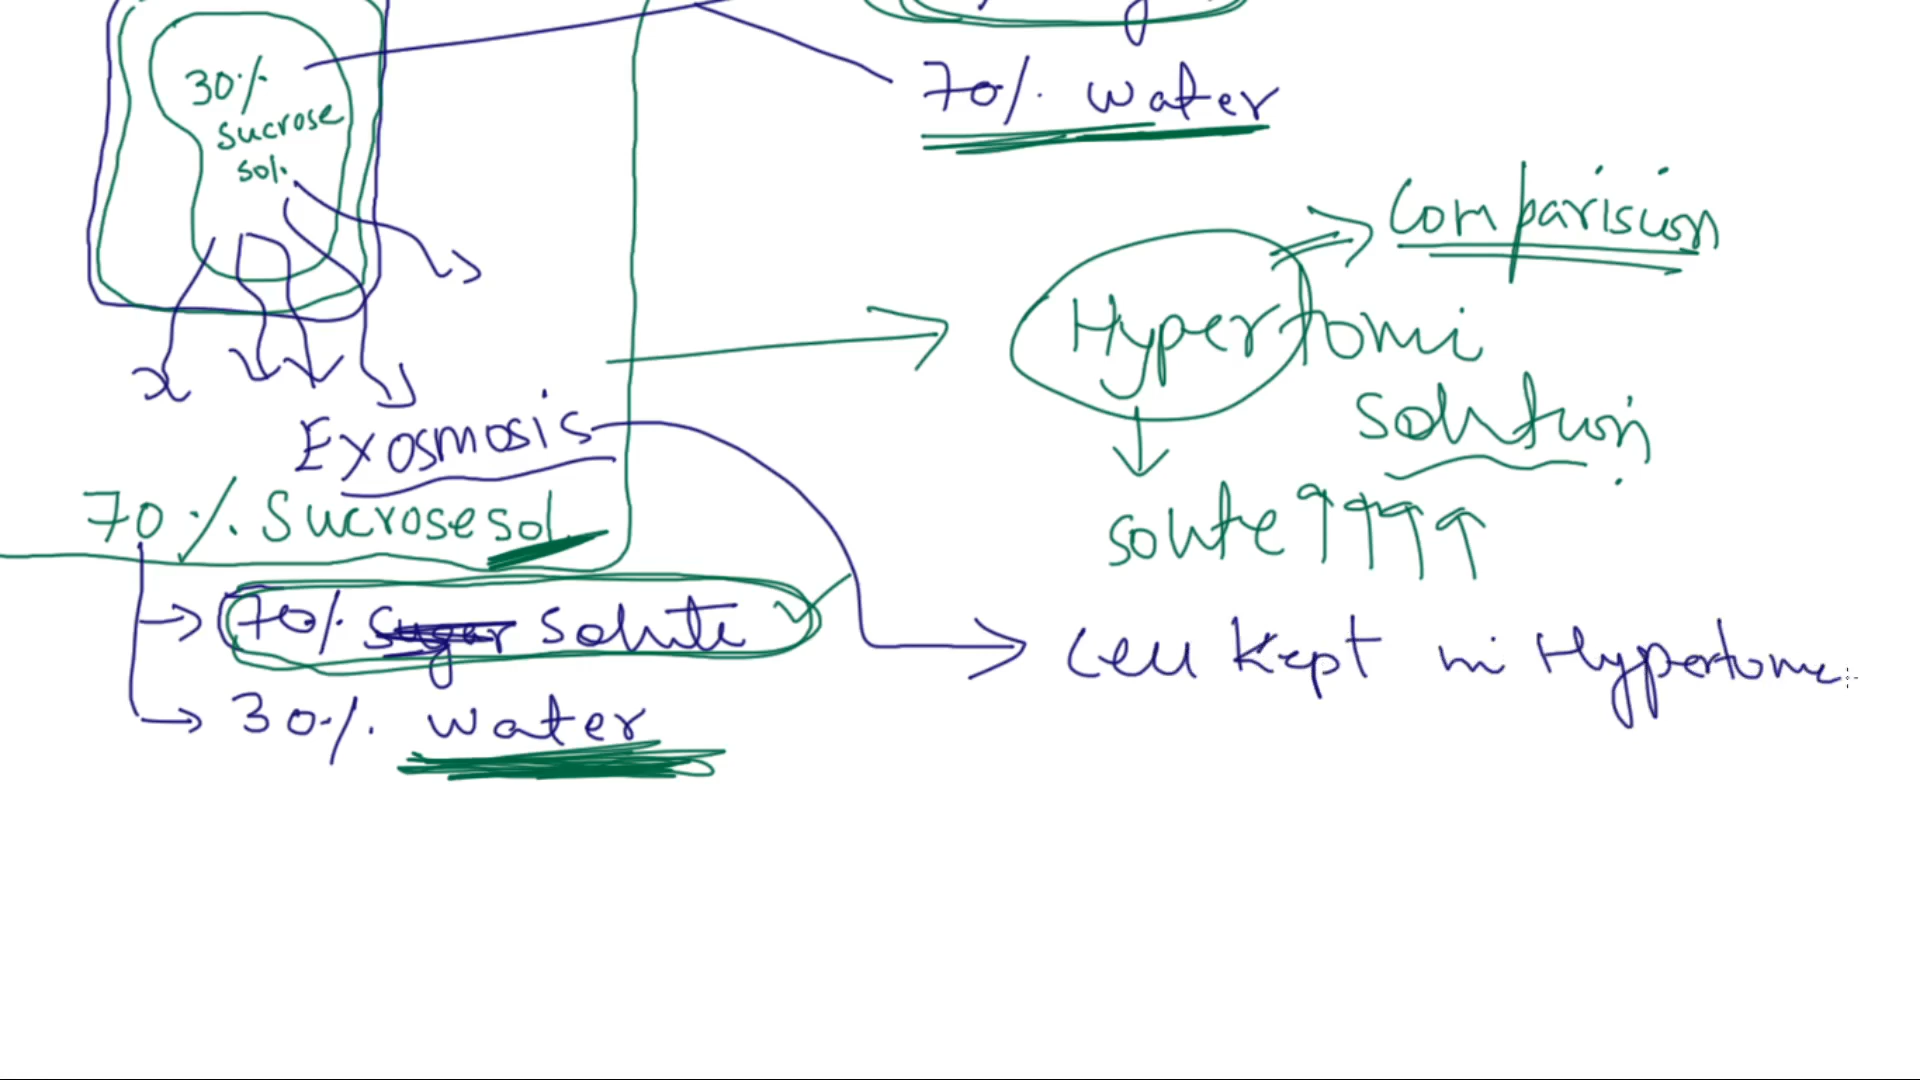 30%
sucrose
sol.
70% water
Comparision
Hypertonic
solution
solute ↑↑↑↑
Exosmosis
70% Sucrose sol
70% solute
30% water
Cell kept in Hypertonic